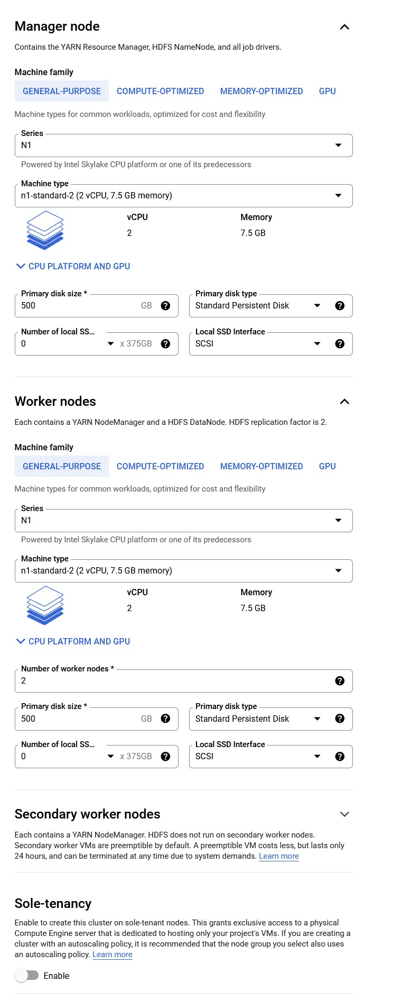 Manager node
Contains the YARN Resource Manager, HDFS NameNode, and all job drivers.
Machine family
GENERAL-PURPOSE COMPUTE-OPTIMIZED MEMORY-OPTIMIZED GPU
Machine types for common workloads, optimized for cost and flexibility
Series
N1
Powered by Intel Skylake CPU platform or one of its predecessors
Machine type
n1-standard-2 (2 vCPU, 7.5 GB memory)
vCPU Memory
2 7.5 GB
CPU PLATFORM AND GPU
Primary disk size * Primary disk type
500 GB ? Standard Persistent Disk ?
Number of local SS... Local SSD Interface
0 x 375GB ? SCSI ?
Worker nodes
Each contains a YARN NodeManager and a HDFS DataNode. HDFS replication factor is 2.
Machine family
GENERAL-PURPOSE COMPUTE-OPTIMIZED MEMORY-OPTIMIZED GPU
Machine types for common workloads, optimized for cost and flexibility
Series
N1
Powered by Intel Skylake CPU platform or one of its predecessors
Machine type
n1-standard-2 (2 vCPU, 7.5 GB memory)
vCPU Memory
2 7.5 GB
CPU PLATFORM AND GPU
Number of worker nodes *
2 ?
Primary disk size * Primary disk type
500 GB ? Standard Persistent Disk ?
Number of local SS... Local SSD Interface
0 x 375GB ? SCSI ?
Secondary worker nodes
Each contains a YARN NodeManager. HDFS does not run on secondary worker nodes.
Secondary worker VMs are preemptible by default. A preemptible VM costs less, but lasts only
24 hours, and can be terminated at any time due to system demands. Learn more
Sole-tenancy
Enable to create this cluster on sole-tenant nodes. This grants exclusive access to a physical
Compute Engine server that is dedicated to hosting only your project's VMs. If you are creating a
cluster with an autoscaling policy, it is recommended that the node group you select also uses
an autoscaling policy. Learn more
Enable